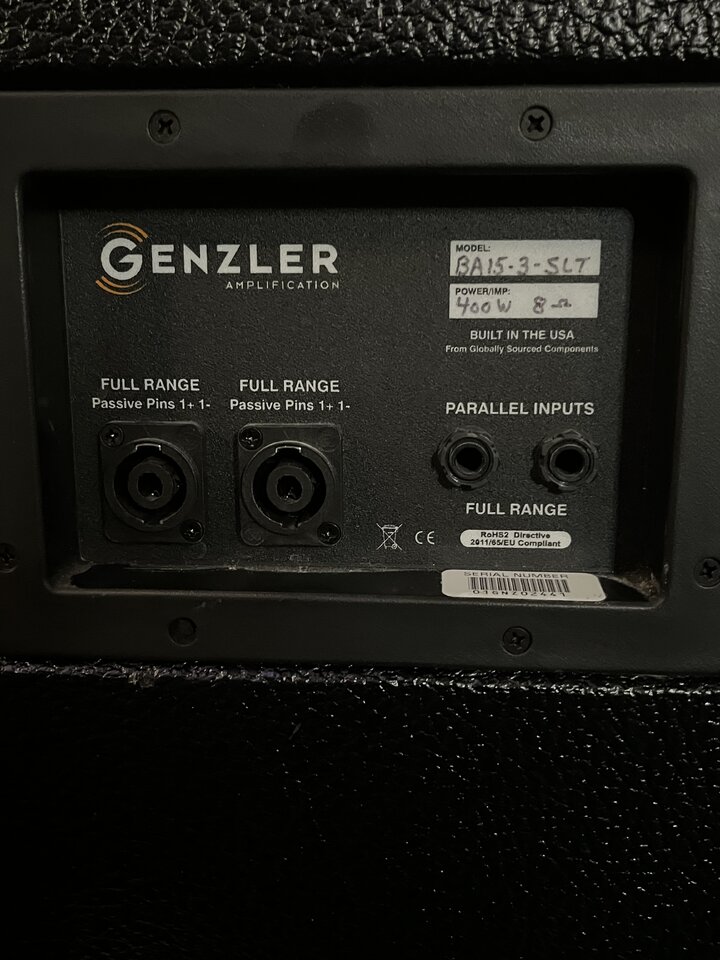 GENZLER
AMPLIFICATION
MODEL:
BA15-3-SLT
POWER/IMP:
400W 8Ω
BUILT IN THE USA
From Globally Sourced Components
FULL RANGE
Passive Pins 1+ 1-
FULL RANGE
Passive Pins 1+ 1-
PARALLEL INPUTS
FULL RANGE
CE
RoHS2 Directive
2011/65/EU Compliant
SERIAL NUMBER